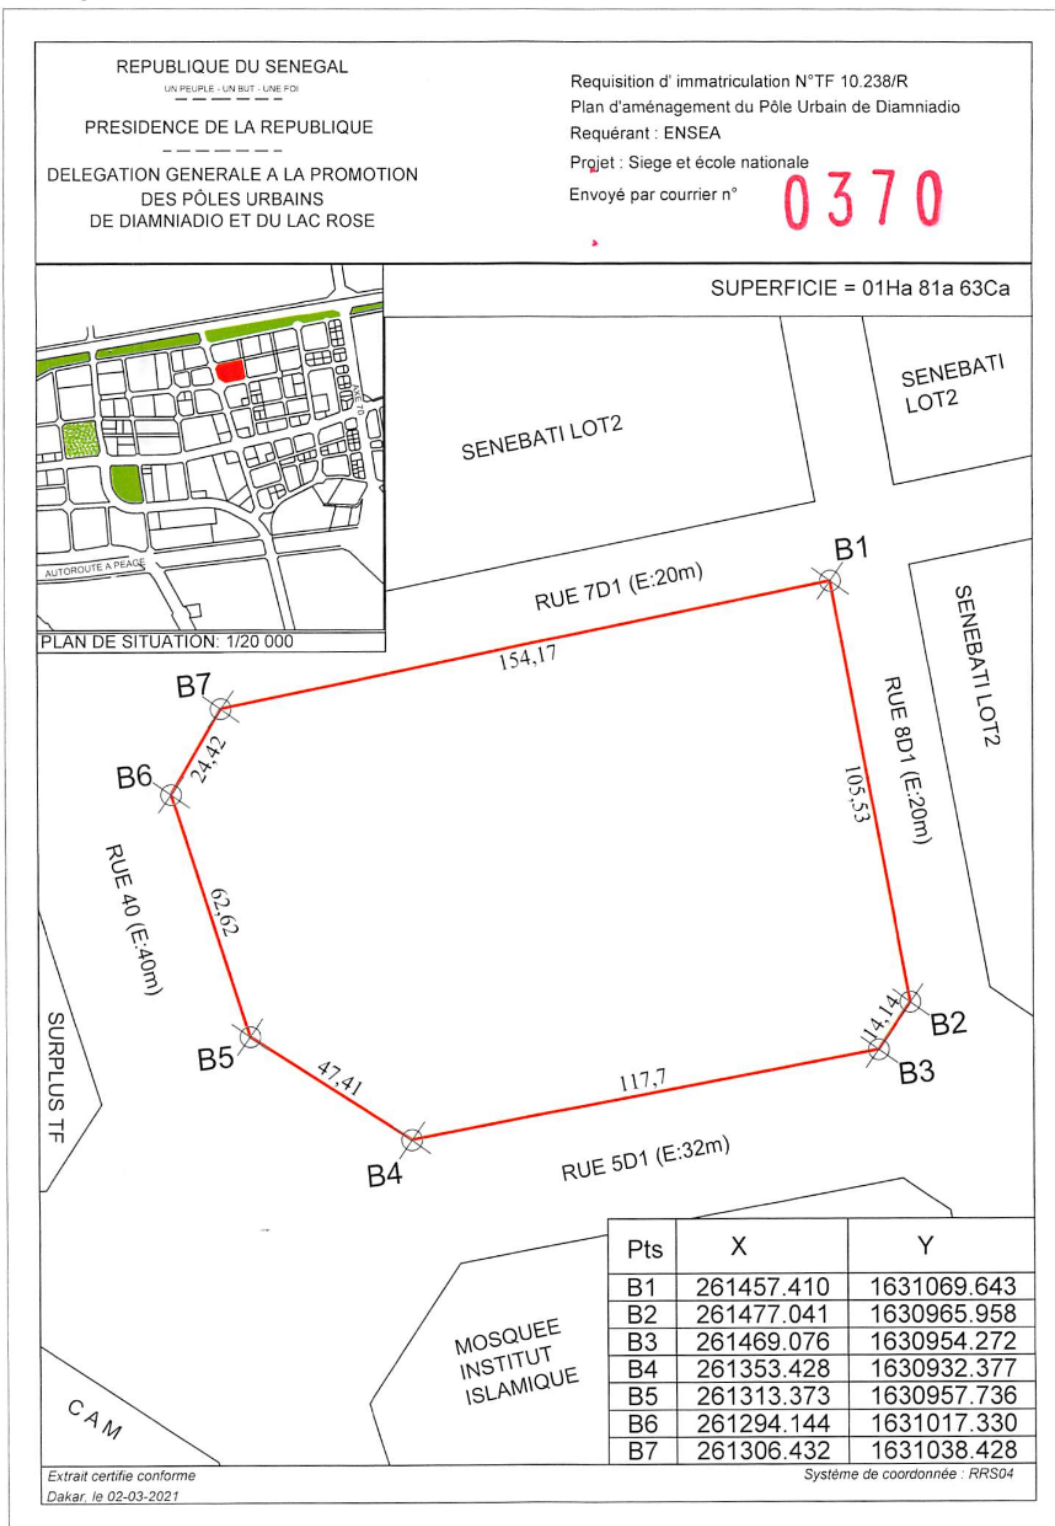 REPUBLIQUE DU SENEGAL
UN PEUPLE - UN BUT - UNE FOI
PRESIDENCE DE LA REPUBLIQUE
DELEGATION GENERALE A LA PROMOTION
DES PÔLES URBAINS
DE DIAMNIADIO ET DU LAC ROSE
Requisition d' immatriculation N°TF 10.238/R
Plan d'aménagement du Pôle Urbain de Diamniadio
Requérant : ENSEA
Projet : Siege et école nationale
Envoyé par courrier n°
0370
SUPERFICIE = 01Ha 81a 63Ca
AXE 70
AUTOROUTE A PEAGE
PLAN DE SITUATION: 1/20 000
SENEBATI LOT2
SENEBATI
LOT2
SENEBATI LOT2
B1
RUE 7D1 (E:20m)
154,17
B7
24,42
B6
RUE 8D1 (E:20m)
105,53
RUE 40 (E:40m)
62,62
SURPLUS TF
B5
47,41
14,14
B2
B3
117,7
B4
RUE 5D1 (E:32m)
MOSQUEE
INSTITUT
ISLAMIQUE
CAM
Pts X Y
B1 261457.410 1631069.643
B2 261477.041 1630965.958
B3 261469.076 1630954.272
B4 261353.428 1630932.377
B5 261313.373 1630957.736
B6 261294.144 1631017.330
B7 261306.432 1631038.428
Extrait certifie conforme
Dakar, le 02-03-2021
Système de coordonnée : RRS04